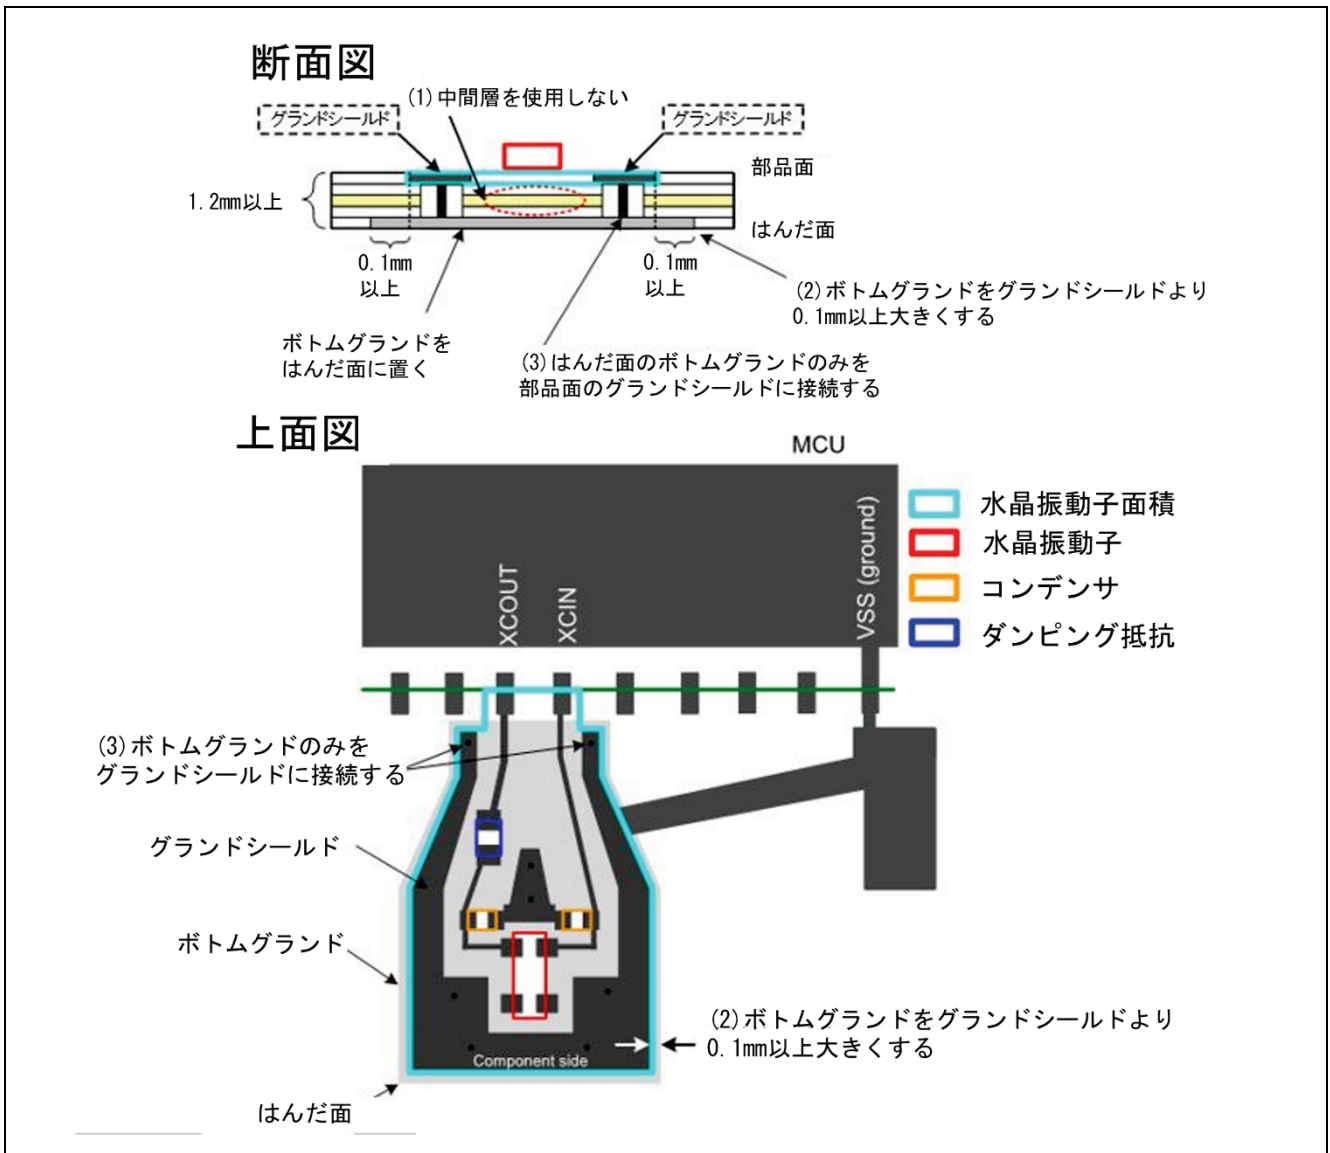 断面図
(1)中間層を使用しない
グランドシールド
グランドシールド
部品面
1.2mm以上
はんだ面
0.1mm
以上
0.1mm
以上
(2)ボトムグランドをグランドシールドより
0.1mm以上大きくする
ボトムグランドを
はんだ面に置く
(3)はんだ面のボトムグランドのみを
部品面のグランドシールドに接続する
上面図
MCU
XCOUT
XCIN
VSS (ground)
水晶振動子面積
水晶振動子
コンデンサ
ダンピング抵抗
(3)ボトムグランドのみを
グランドシールドに接続する
グランドシールド
ボトムグランド
(2)ボトムグランドをグランドシールドより
0.1mm以上大きくする
Component side
はんだ面